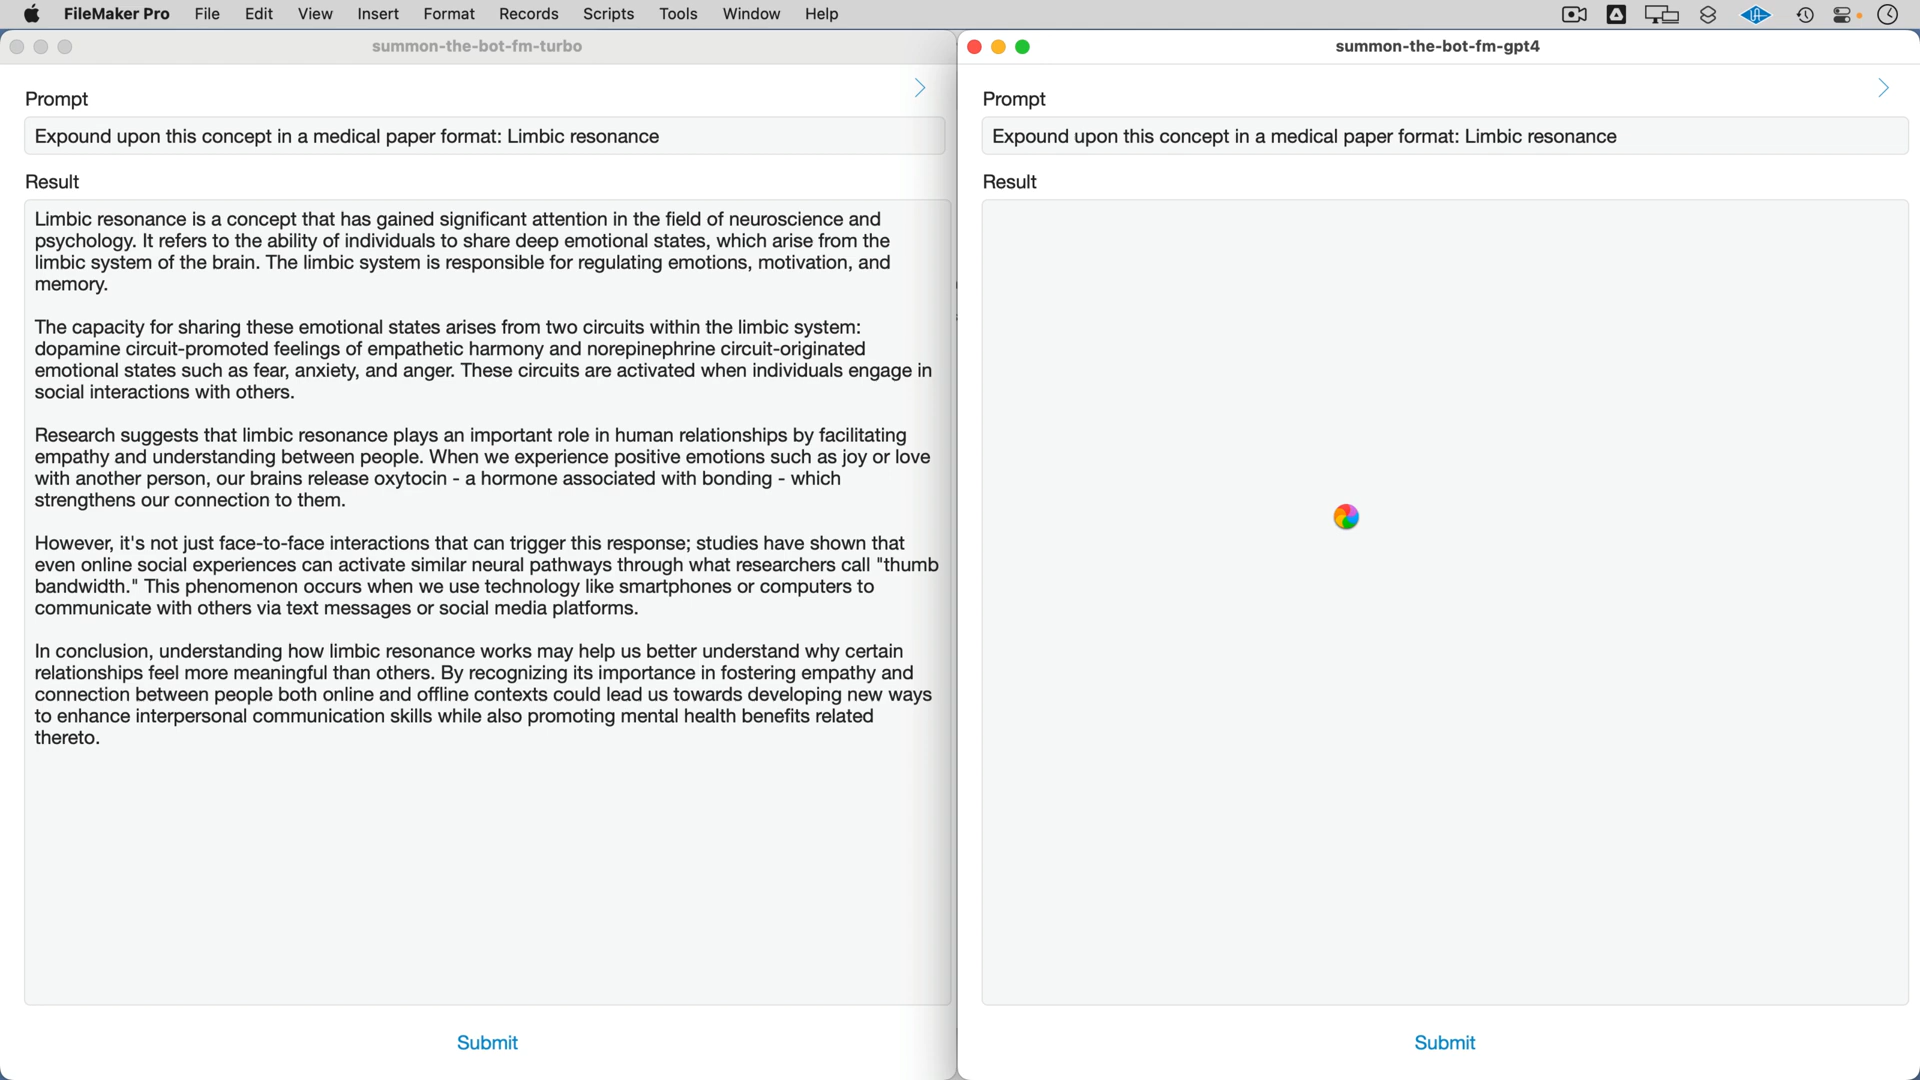 FileMaker Pro File Edit View Insert Format Records Scripts Tools Window Help
summon-the-bot-fm-turbo
Prompt
Expound upon this concept in a medical paper format: Limbic resonance
Result
Limbic resonance is a concept that has gained significant attention in the field of neuroscience and
psychology. It refers to the ability of individuals to share deep emotional states, which arise from the
limbic system of the brain. The limbic system is responsible for regulating emotions, motivation, and
memory.
The capacity for sharing these emotional states arises from two circuits within the limbic system:
dopamine circuit-promoted feelings of empathetic harmony and norepinephrine circuit-originated
emotional states such as fear, anxiety, and anger. These circuits are activated when individuals engage in
social interactions with others.
Research suggests that limbic resonance plays an important role in human relationships by facilitating
empathy and understanding between people. When we experience positive emotions such as joy or love
with another person, our brains release oxytocin - a hormone associated with bonding - which
strengthens our connection to them.
However, it's not just face-to-face interactions that can trigger this response; studies have shown that
even online social experiences can activate similar neural pathways through what researchers call "thumb
bandwidth." This phenomenon occurs when we use technology like smartphones or computers to
communicate with others via text messages or social media platforms.
In conclusion, understanding how limbic resonance works may help us better understand why certain
relationships feel more meaningful than others. By recognizing its importance in fostering empathy and
connection between people both online and offline contexts could lead us towards developing new ways
to enhance interpersonal communication skills while also promoting mental health benefits related
thereto.
Submit
summon-the-bot-fm-gpt4
Prompt
Expound upon this concept in a medical paper format: Limbic resonance
Result
Submit